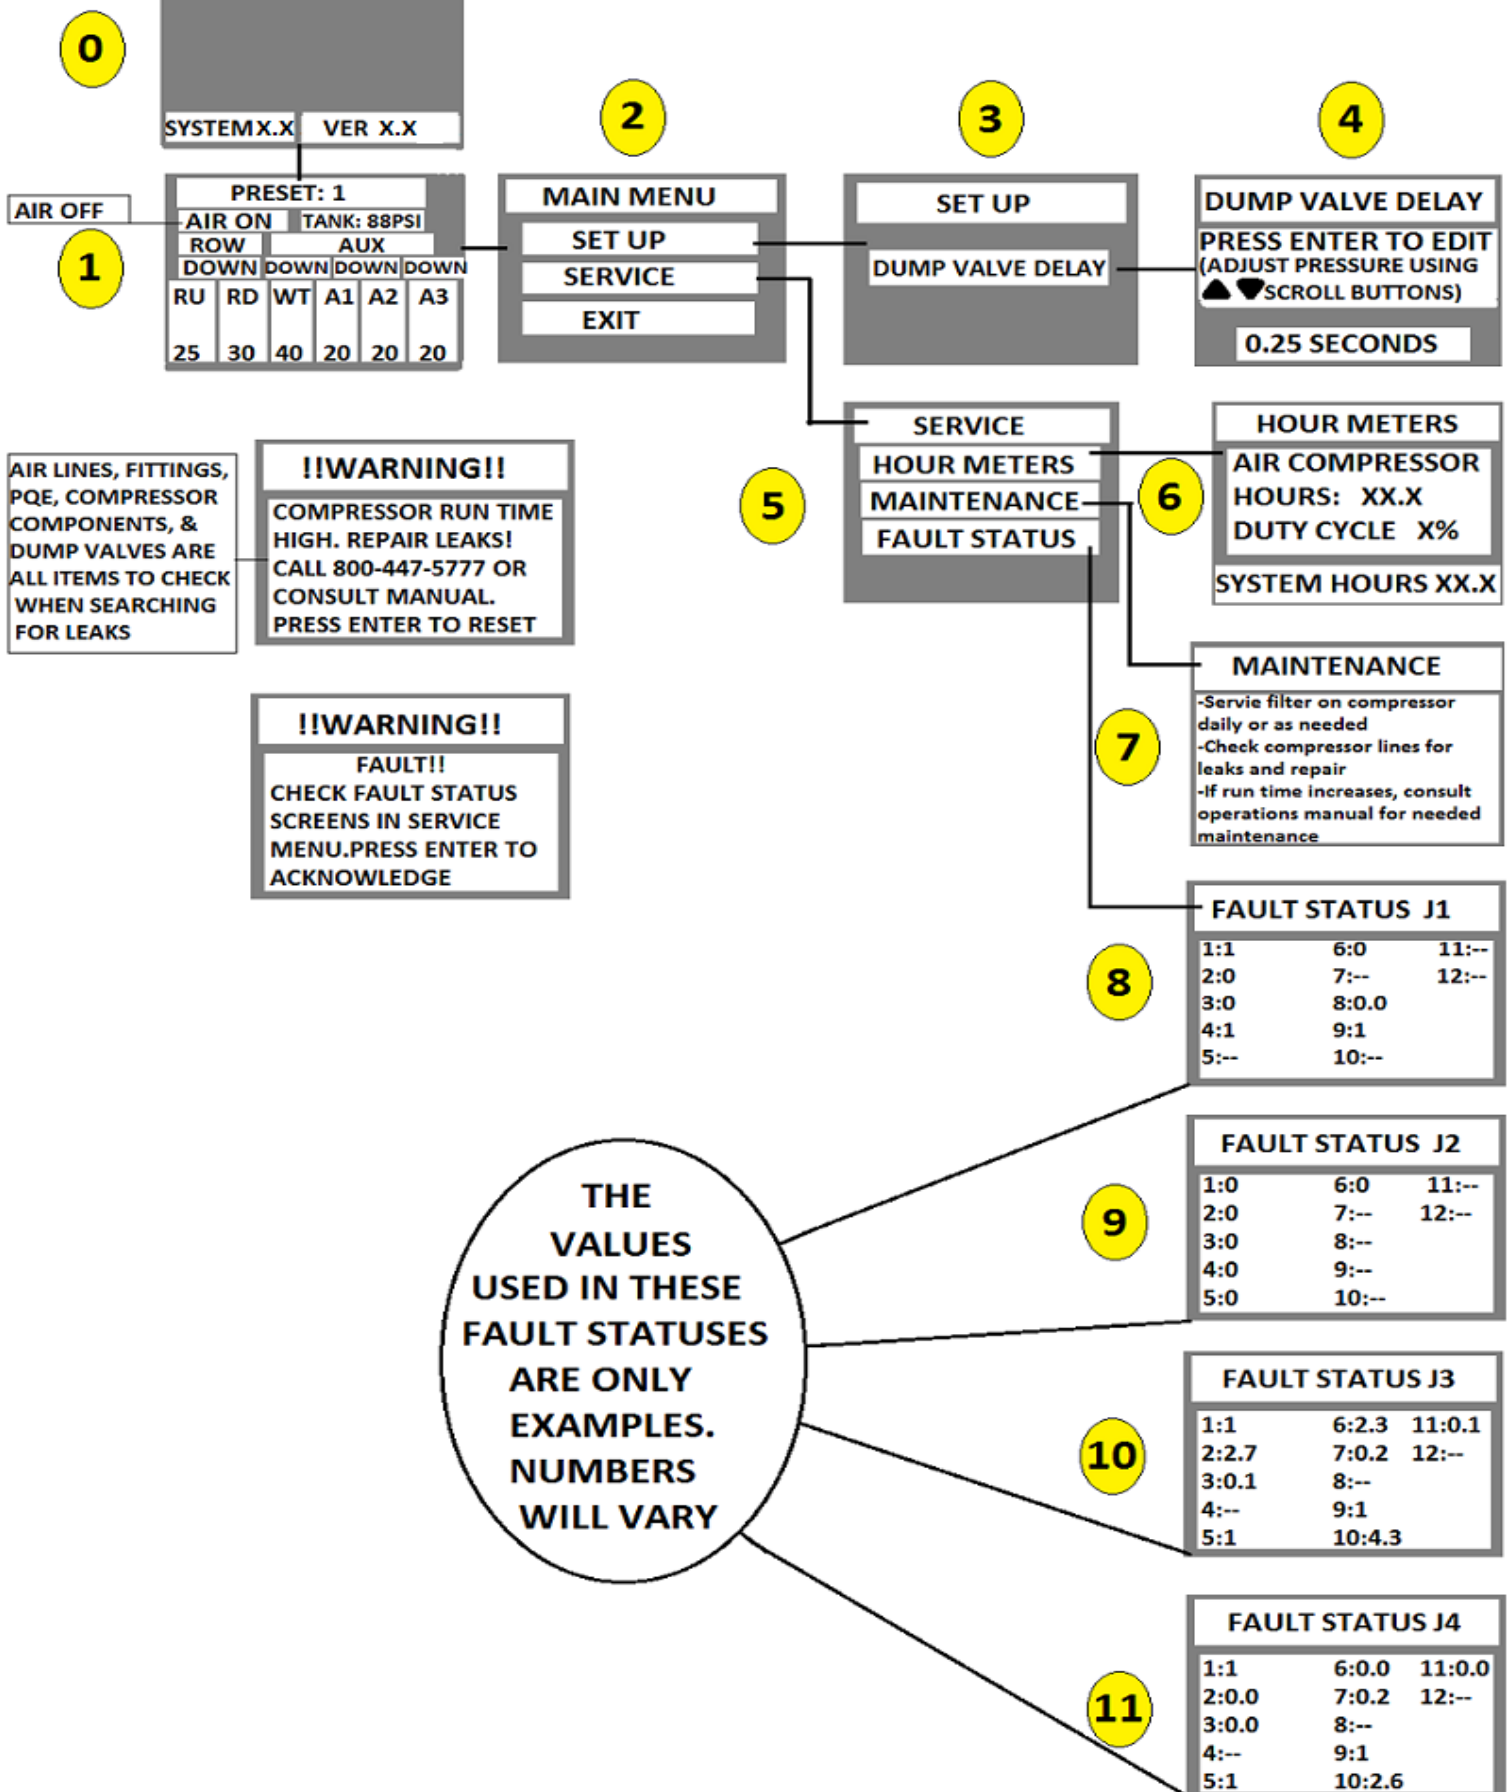 0
SYSTEM X.X VER X.X
AIR OFF
1
PRESET: 1
AIR ON TANK: 88PSI
ROW AUX
DOWN DOWN DOWN DOWN
RU RD WT A1 A2 A3
25 30 40 20 20 20
2
MAIN MENU
SET UP
SERVICE
EXIT
3
SET UP
DUMP VALVE DELAY
4
DUMP VALVE DELAY
PRESS ENTER TO EDIT
(ADJUST PRESSURE USING
▲ ▼ SCROLL BUTTONS)
0.25 SECONDS
AIR LINES, FITTINGS,
PQE, COMPRESSOR
COMPONENTS, &
DUMP VALVES ARE
ALL ITEMS TO CHECK
WHEN SEARCHING
FOR LEAKS
!!WARNING!!
COMPRESSOR RUN TIME
HIGH. REPAIR LEAKS!
CALL 800-447-5777 OR
CONSULT MANUAL.
PRESS ENTER TO RESET
5
SERVICE
HOUR METERS
MAINTENANCE
FAULT STATUS
6
HOUR METERS
AIR COMPRESSOR
HOURS: XX.X
DUTY CYCLE X%
SYSTEM HOURS XX.X
!!WARNING!!
FAULT!!
CHECK FAULT STATUS
SCREENS IN SERVICE
MENU.PRESS ENTER TO
ACKNOWLEDGE
7
MAINTENANCE
-Servie filter on compressor
daily or as needed
-Check compressor lines for
leaks and repair
-If run time increases, consult
operations manual for needed
maintenance
8
FAULT STATUS J1
1:1 6:0 11:--
2:0 7:-- 12:--
3:0 8:0.0
4:1 9:1
5:-- 10:--
THE
VALUES
USED IN THESE
FAULT STATUSES
ARE ONLY
EXAMPLES.
NUMBERS
WILL VARY
9
FAULT STATUS J2
1:0 6:0 11:--
2:0 7:-- 12:--
3:0 8:--
4:0 9:--
5:0 10:--
10
FAULT STATUS J3
1:1 6:2.3 11:0.1
2:2.7 7:0.2 12:--
3:0.1 8:--
4:-- 9:1
5:1 10:4.3
11
FAULT STATUS J4
1:1 6:0.0 11:0.0
2:0.0 7:0.2 12:--
3:0.0 8:--
4:-- 9:1
5:1 10:2.6